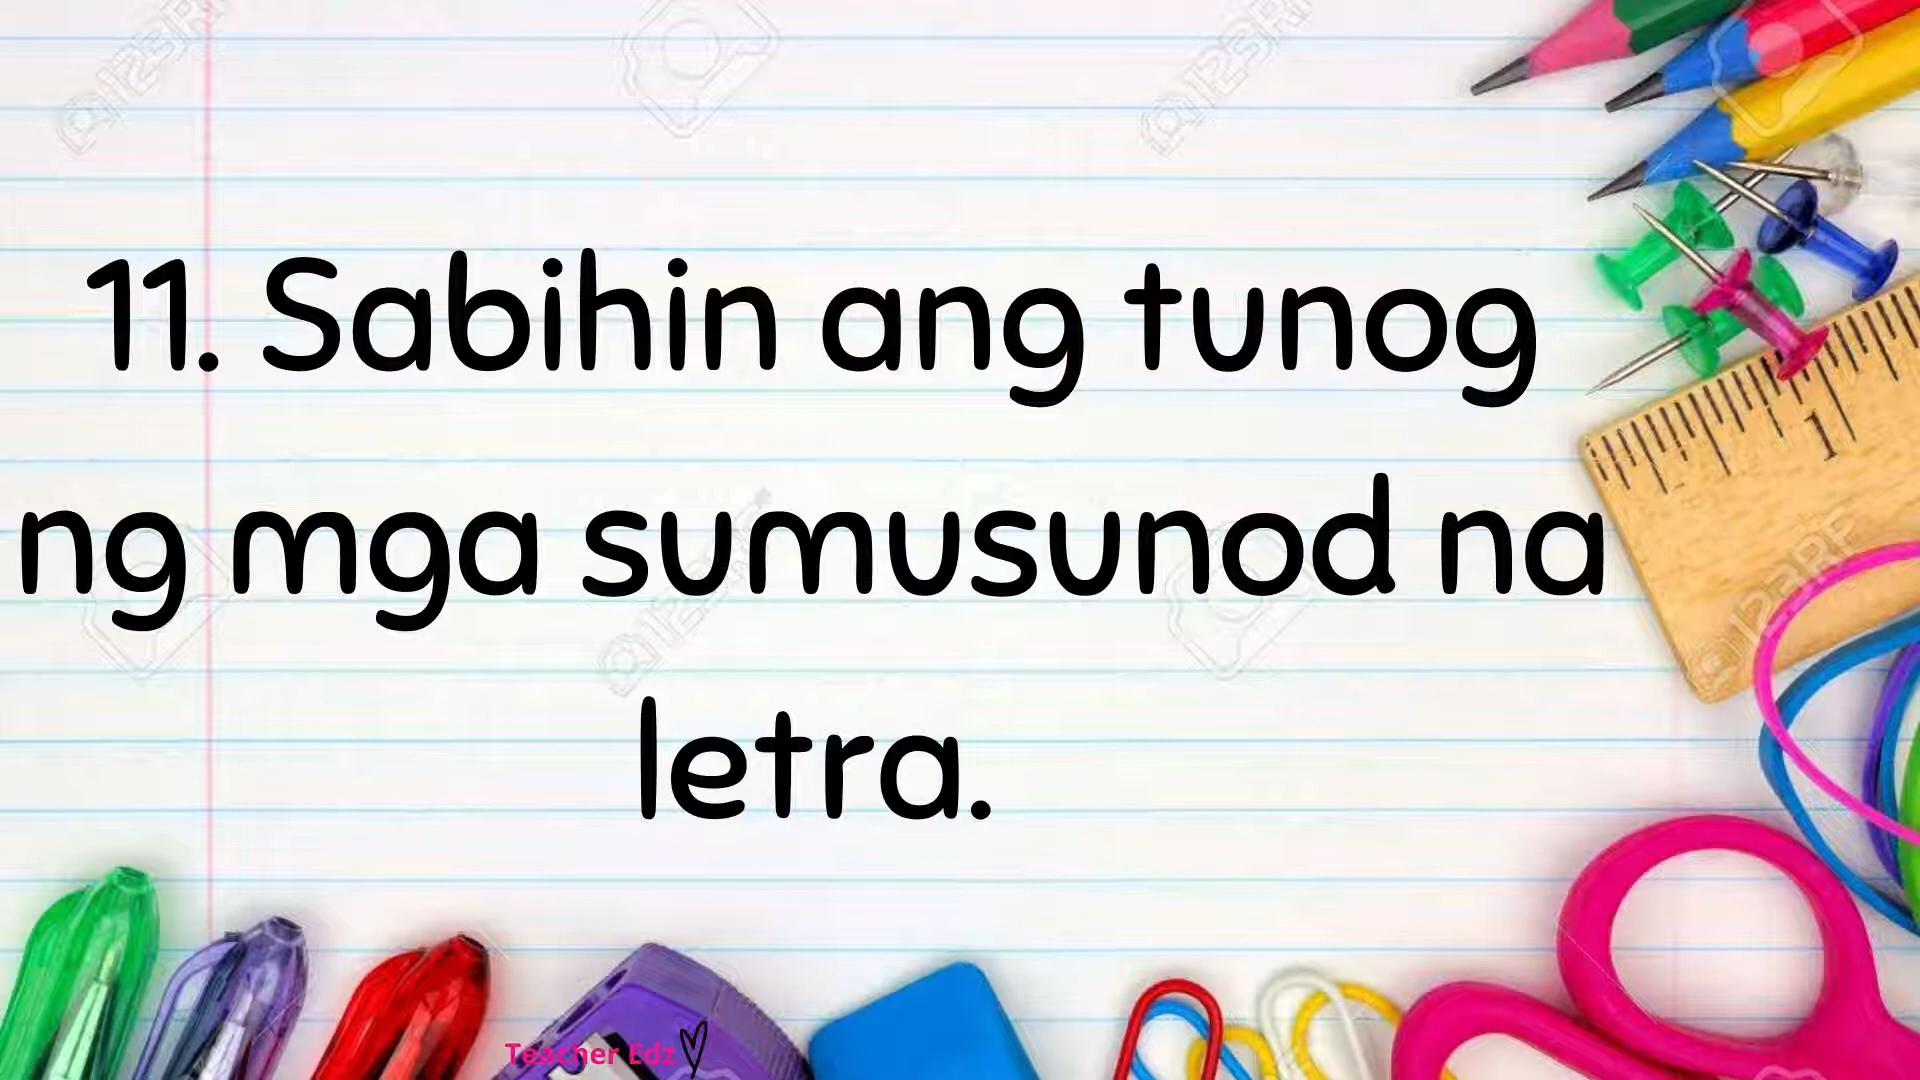 11. Sabihin ang tunog
ng mga sumusunod na
letra.
Teacher Edz